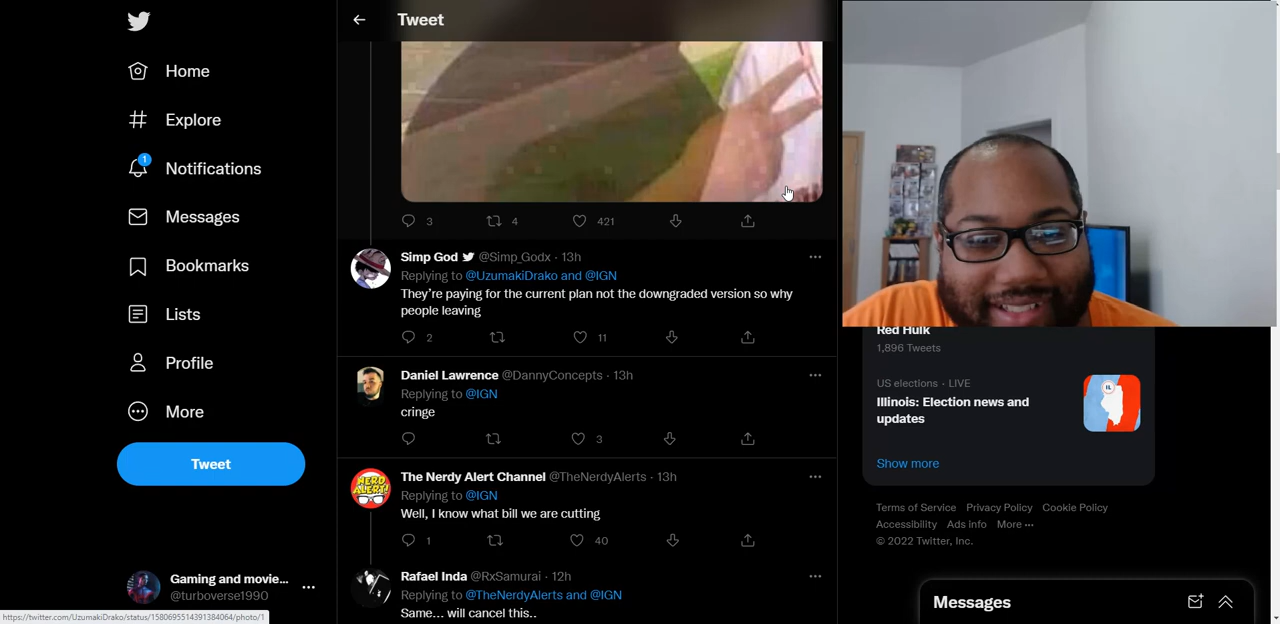 Tweet
Home
Explore
1
Notifications
Messages
Bookmarks
Lists
Profile
More
Tweet
Gaming and movie...
@turboverse1990
https://twitter.com/UzumakiDrako/status/1580695514391384064/photo/1
3
4
421
Simp God @Simp_Godx · 13h
Replying to @UzumakiDrako and @IGN
They're paying for the current plan not the downgraded version so why
people leaving
2
11
Daniel Lawrence @DannyConcepts · 13h
Replying to @IGN
cringe
3
The Nerdy Alert Channel @TheNerdyAlerts · 13h
NERD
ALERT!
Replying to @IGN
Well, I know what bill we are cutting
1
40
Rafael Inda @RxSamurai · 12h
Replying to @TheNerdyAlerts and @IGN
Same... will cancel this..
Red Hulk
1,896 Tweets
US elections · LIVE
Illinois: Election news and
updates
IL
Show more
Terms of Service Privacy Policy Cookie Policy
Accessibility Ads info More ···
© 2022 Twitter, Inc.
Messages